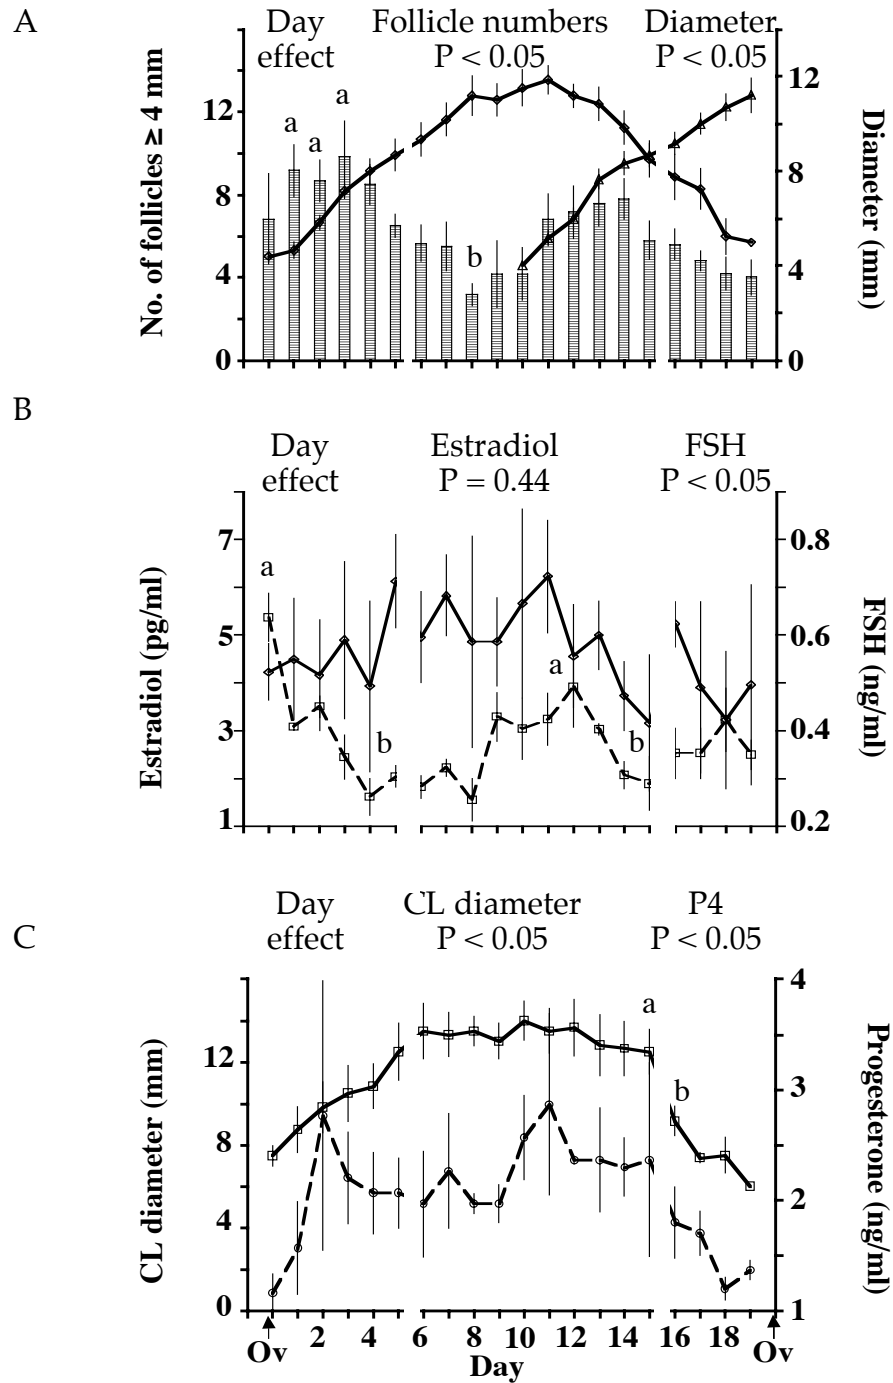 A
Day Follicle numbers Diameter
effect P < 0.05 P < 0.05
No. of follicles ≥ 4 mm
Diameter (mm)
12
8
4
0
12
8
4
0
a
a
a
b
B
Day Estradiol FSH
effect P = 0.44 P < 0.05
Estradiol (pg/ml)
FSH (ng/ml)
7
5
3
1
0.8
0.6
0.4
0.2
a
b
a
b
C
Day CL diameter P4
effect P < 0.05 P < 0.05
CL diameter (mm)
Progesterone (ng/ml)
12
8
4
0
4
3
2
1
a
b
2 4 6 8 10 12 14 16 18
Ov Day Ov